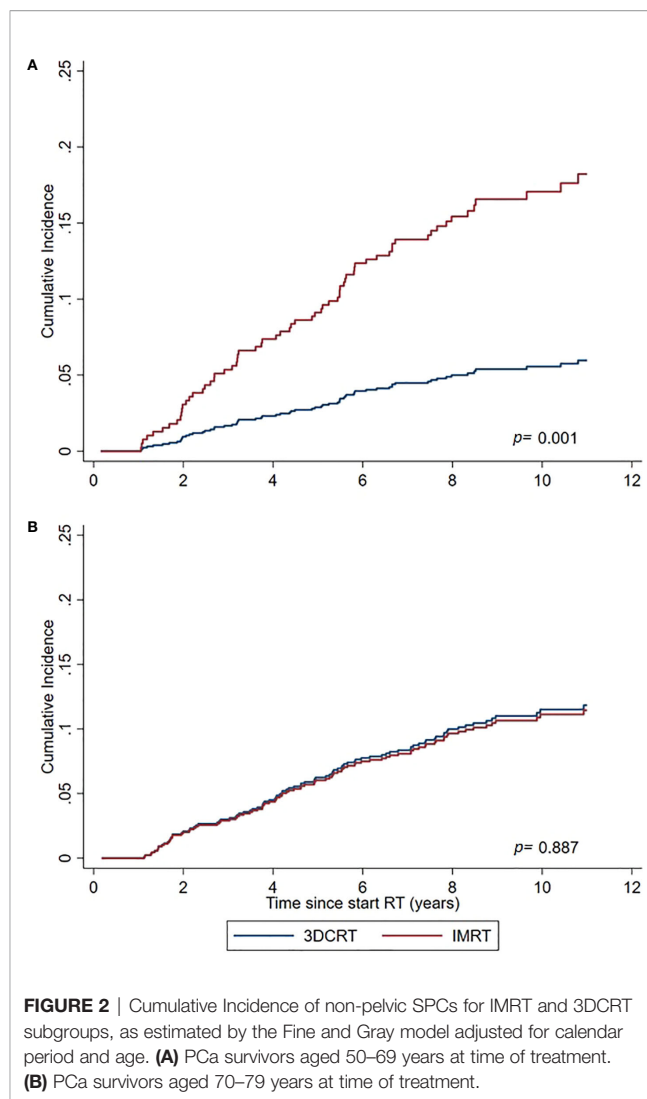 A
.25
.2
.15
.1
.05
0
Cumulative Incidence
p= 0.001
0 2 4 6 8 10 12
B
.25
.2
.15
.1
.05
0
Cumulative Incidence
p= 0.887
0 2 4 6 8 10 12
Time since start RT (years)
3DCRT IMRT
FIGURE 2 | Cumulative Incidence of non-pelvic SPCs for IMRT and 3DCRT
subgroups, as estimated by the Fine and Gray model adjusted for calendar
period and age. (A) PCa survivors aged 50–69 years at time of treatment.
(B) PCa survivors aged 70–79 years at time of treatment.